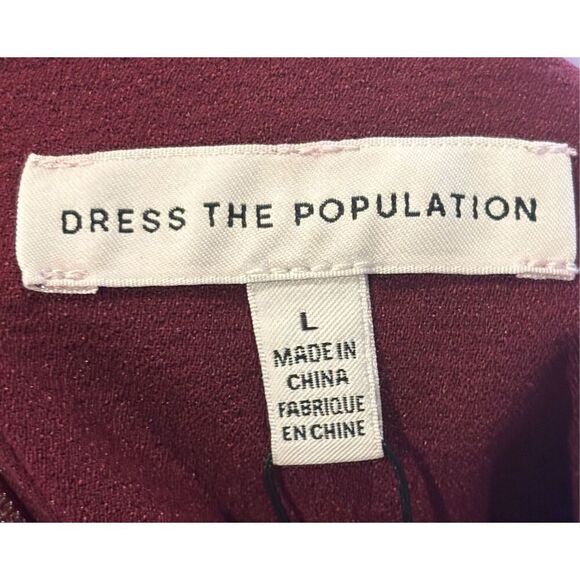 DRESS THE POPULATION
L
MADE IN
CHINA
FABRIQUE
EN CHINE